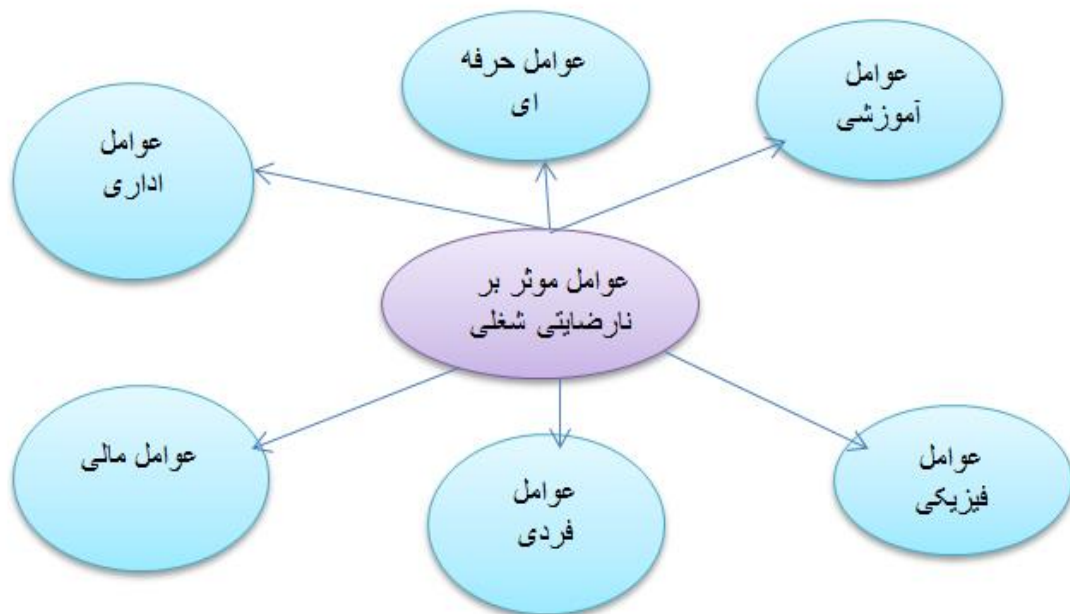 عوامل
آموزشی
عوامل حرفه
ای
عوامل
اداری
عوامل موثر بر
نارضایتی شغلی
عوامل
فیزیکی
عوامل
فردی
عوامل مالی